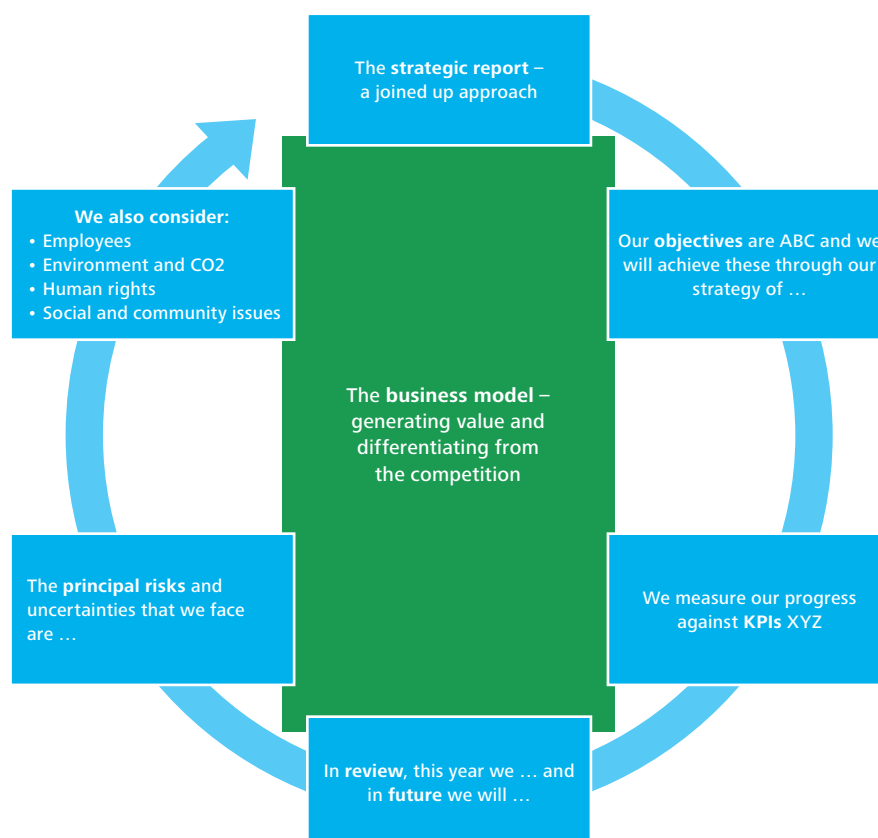 The strategic report –
a joined up approach
Our objectives are ABC and we
will achieve these through our
strategy of …
We measure our progress
against KPIs XYZ
In review, this year we … and
in future we will …
The principal risks and
uncertainties that we face
are …
We also consider:
• Employees
• Environment and CO2
• Human rights
• Social and community issues
The business model –
generating value and
differentiating from
the competition